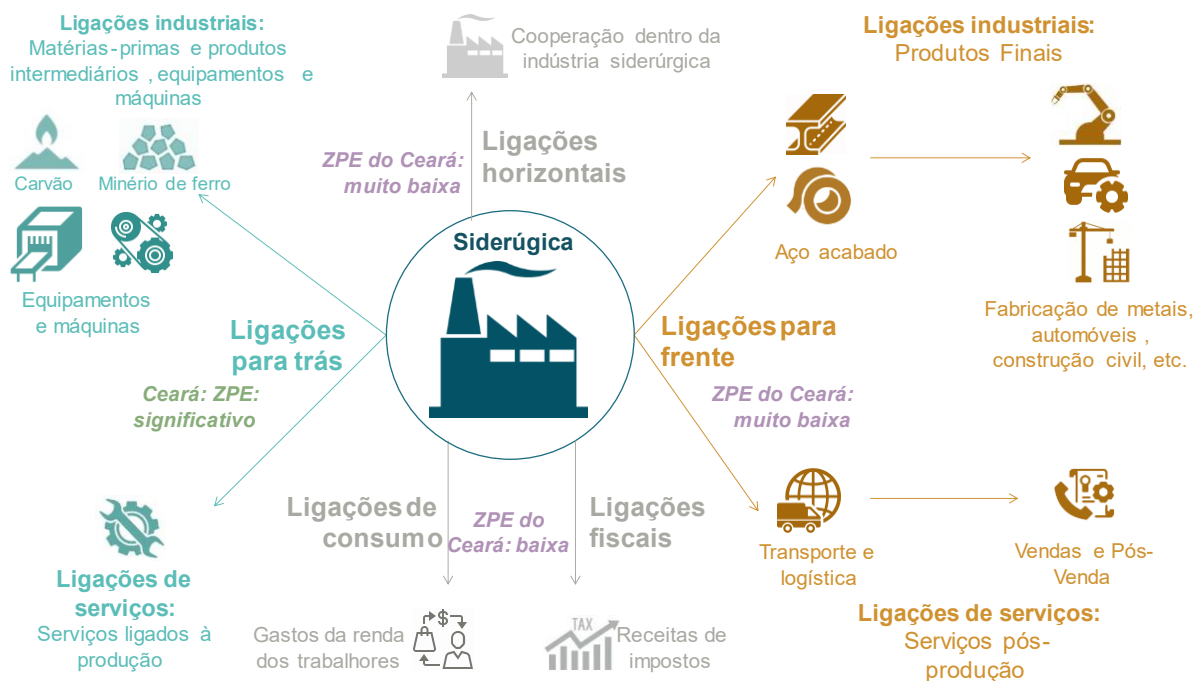 Ligações industriais:
Matérias-primas e produtos
intermediários , equipamentos e
máquinas
Carvão
Minério de ferro
Equipamentos
e máquinas
Ligações
para trás
Ceará: ZPE:
significativo
Ligações de
serviços:
Serviços ligados à
produção
Cooperação dentro da
indústria siderúrgica
Ligações
horizontais
ZPE do Ceará:
muito baixa
Siderúgica
Ligações de
consumo
ZPE do
Ceará: baixa
Ligações
fiscais
$
Gastos da renda
dos trabalhores
TAX
Receitas de
impostos
Ligações industriais:
Produtos Finais
Aço acabado
Fabricação de metais,
automóveis ,
construção civil, etc.
Ligações para
frente
ZPE do Ceará:
muito baixa
Transporte e
logística
Vendas e Pós-
Venda
Ligações de serviços:
Serviços pós-
produção